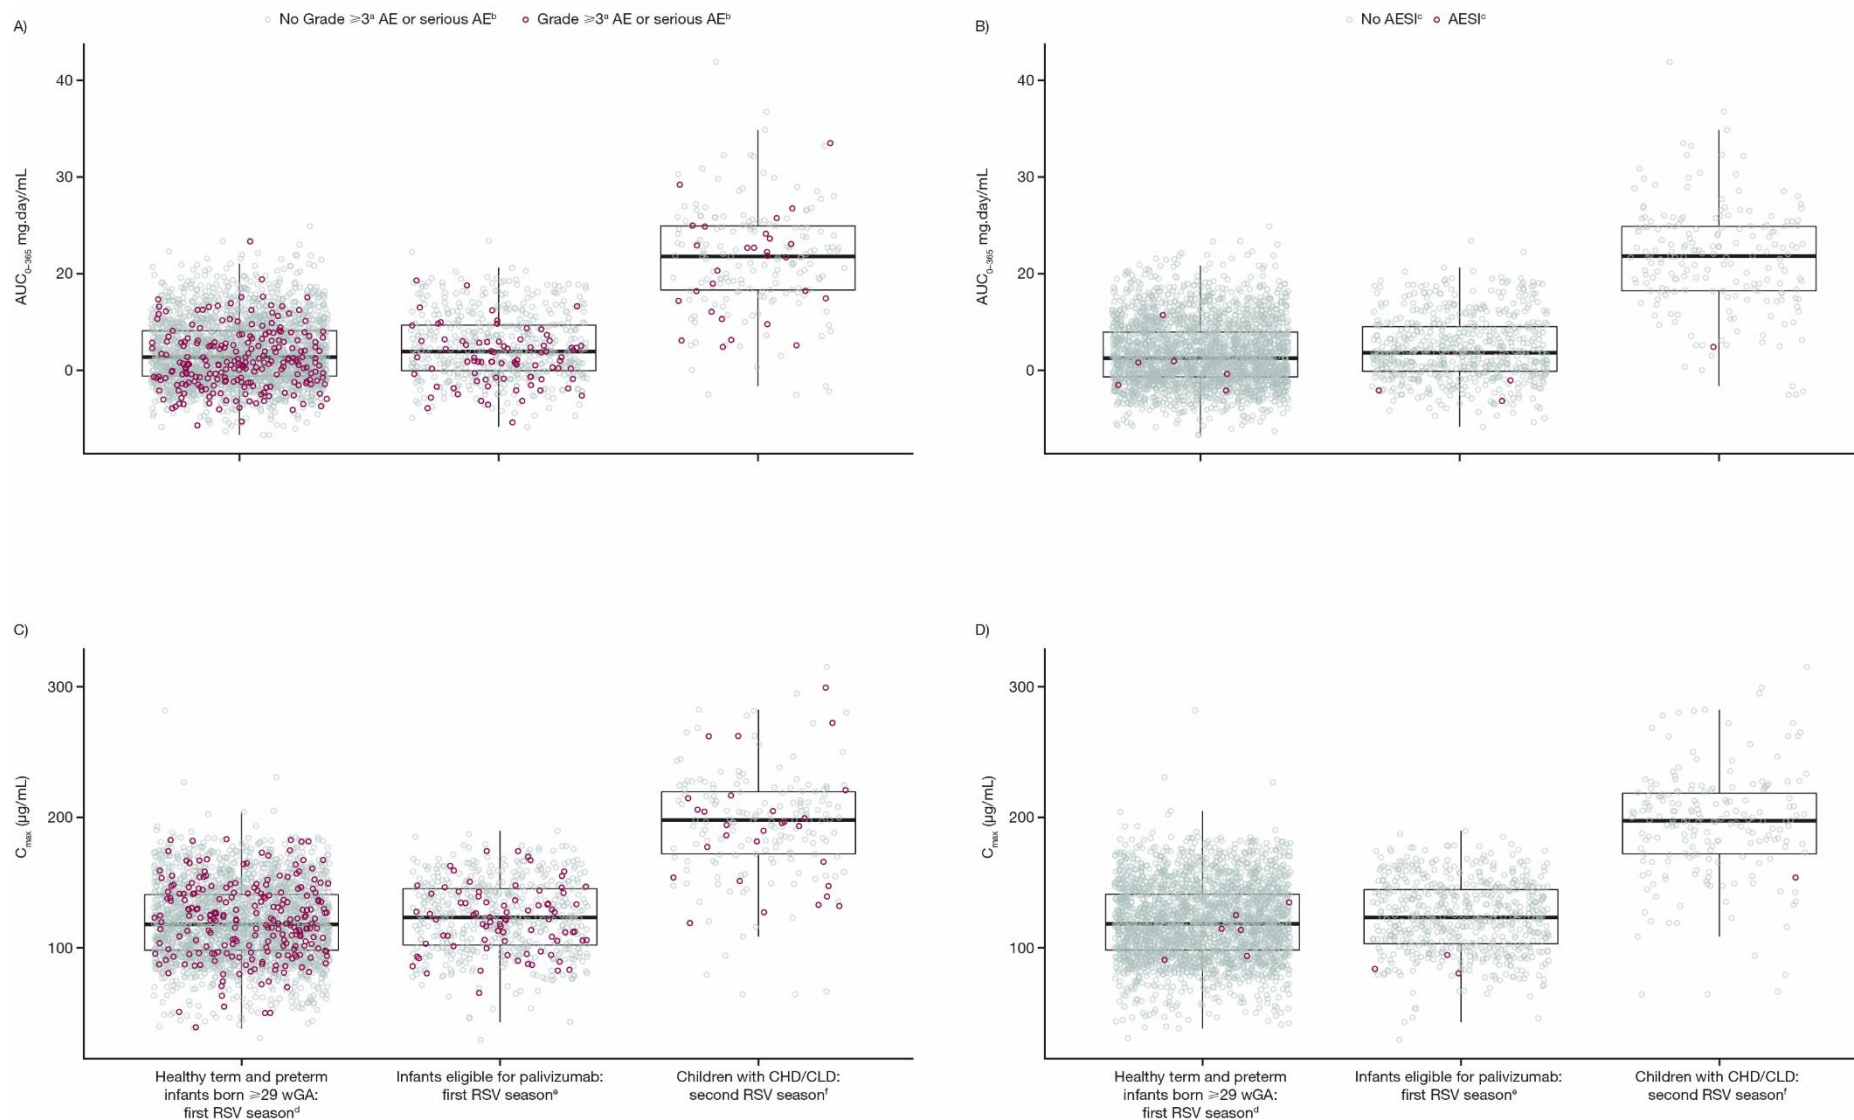 A)
No Grade ≥3ᵃ AE or serious AEᵇ
Grade ≥3ᵃ AE or serious AEᵇ
AUC₀₋₃₆₅ mg.day/mL
40
30
20
0
B)
No AESIᶜ
AESIᶜ
AUC₀₋₃₆₅ mg.day/mL
40
30
20
0
C)
Cₘₐₓ (µg/mL)
300
200
100
Healthy term and preterm
infants born ≥29 wGA:
first RSV seasonᵈ
Infants eligible for palivizumab:
first RSV seasonᵉ
Children with CHD/CLD:
second RSV seasonᶠ
D)
Cₘₐₓ (µg/mL)
300
200
100
Healthy term and preterm
infants born ≥29 wGA:
first RSV seasonᵈ
Infants eligible for palivizumab:
first RSV seasonᵉ
Children with CHD/CLD:
second RSV seasonᶠ